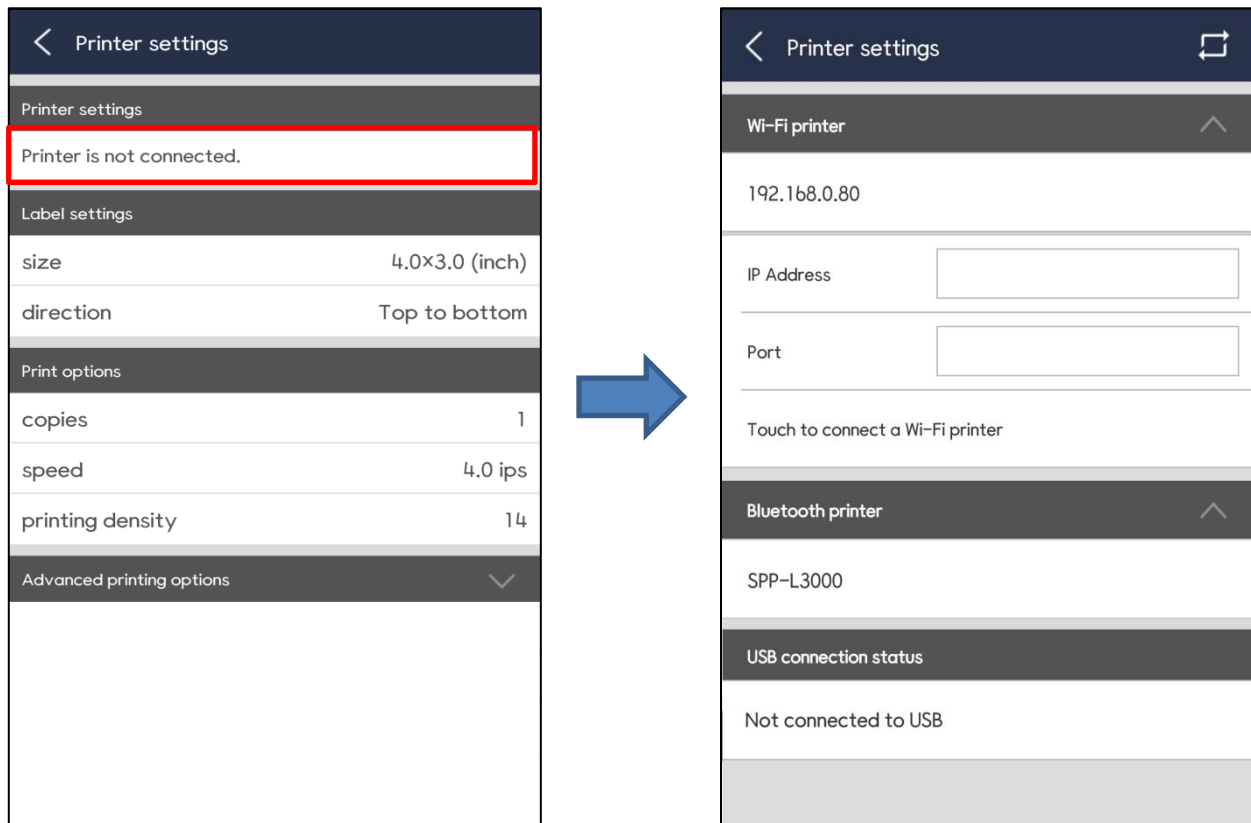 Printer settings
Printer settings
Printer is not connected.
Label settings
size 4.0×3.0 (inch)
direction Top to bottom
Print options
copies 1
speed 4.0 ips
printing density 14
Advanced printing options
Printer settings
Wi-Fi printer
192.168.0.80
IP Address
Port
Touch to connect a Wi-Fi printer
Bluetooth printer
SPP-L3000
USB connection status
Not connected to USB